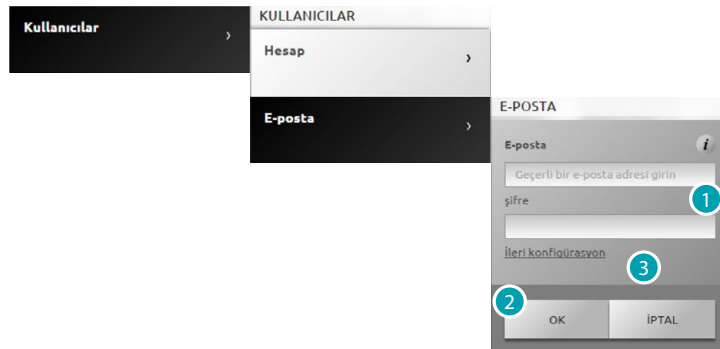 Kullanıcılar
KULLANICILAR
Hesap
E-posta
E-POSTA
E-posta
i
Geçerli bir e-posta adresi girin
1
şifre
İleri konfigürasyon
3
2
OK
İPTAL